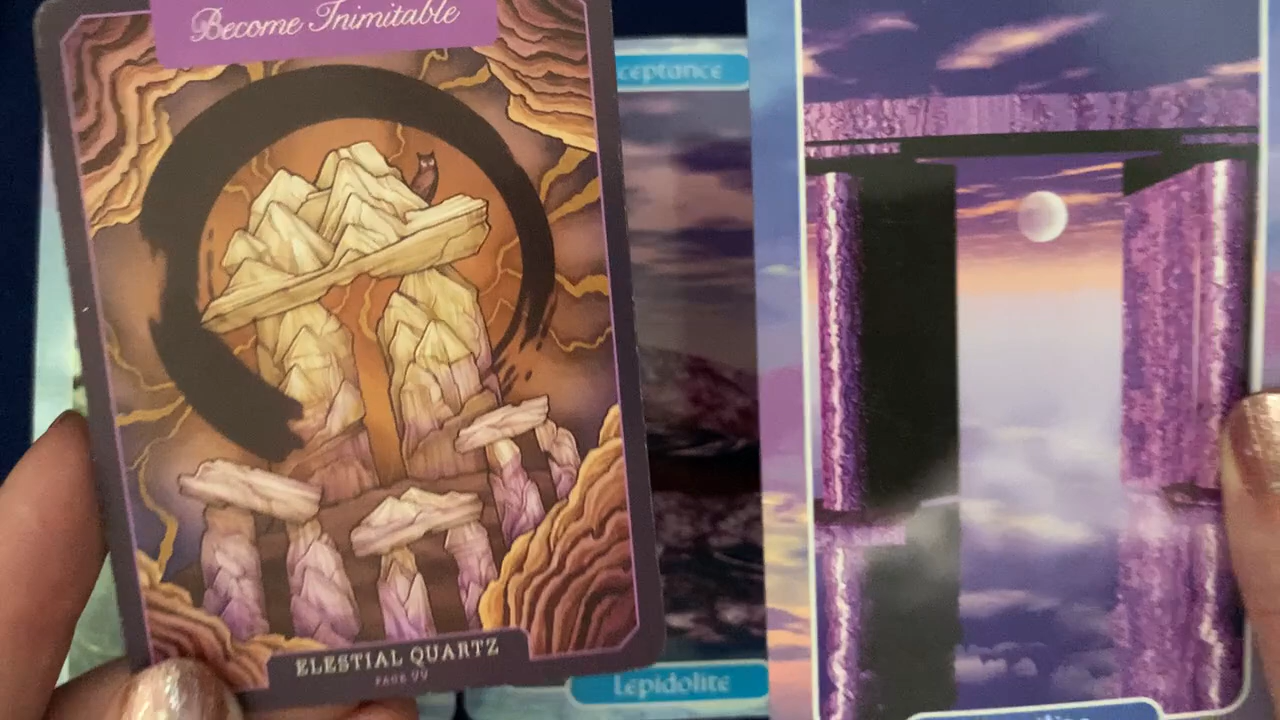 Become Inimitable
ceptance
ELESTIAL QUARTZ
PAGE 99
Lepidolite